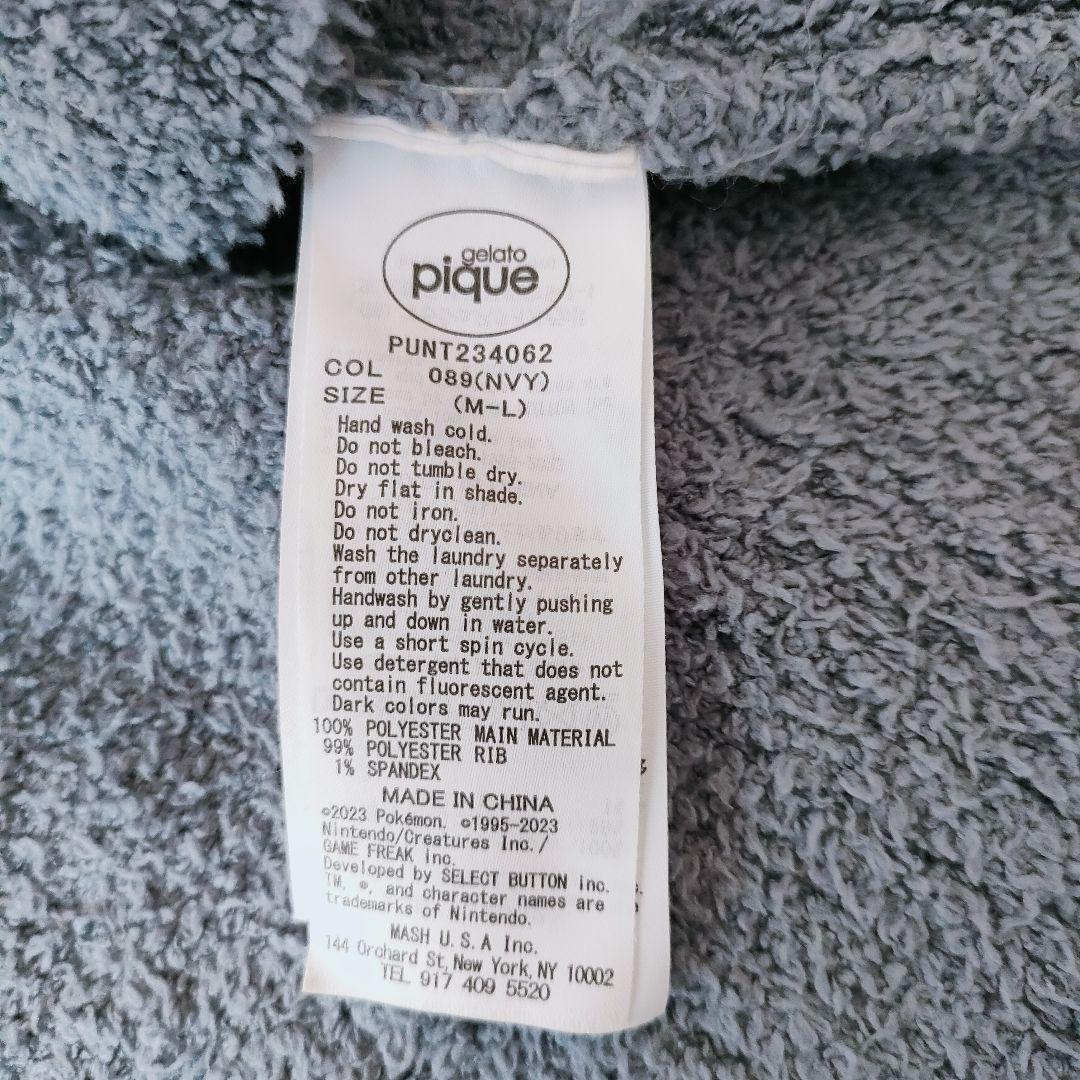 gelato
pique
PUNT234062
COL 089(NVY)
SIZE (M-L)
Hand wash cold.
Do not bleach.
Do not tumble dry.
Dry flat in shade.
Do not iron.
Do not dryclean.
Wash the laundry separately
from other laundry.
Handwash by gently pushing
up and down in water.
Use a short spin cycle.
Use detergent that does not
contain fluorescent agent.
Dark colors may run.
100% POLYESTER MAIN MATERIAL
99% POLYESTER RIB
1% SPANDEX
MADE IN CHINA
©2023 Pokémon. ©1995-2023
Nintendo/Creatures Inc./
GAME FREAK inc.
Developed by SELECT BUTTON inc.
TM, ®, and character names are
trademarks of Nintendo.
MASH U.S.A Inc.
144 Orchard St, New York, NY 10002
TEL 917 409 5520